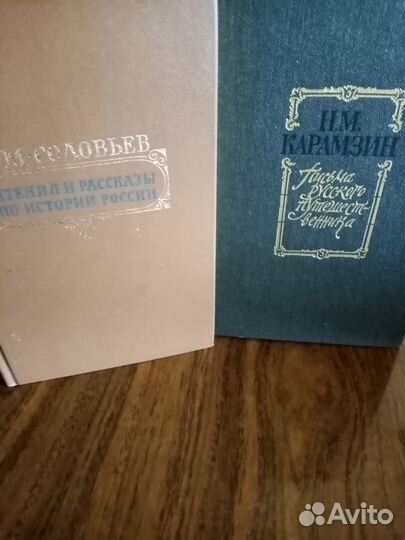 М. СОЛОВЬЕВ
ЧТЕНИЯ И РАССКАЗЫ
ПО ИСТОРИИ РОССИИ
Н.М.
КАРАМЗИН
Письма
русского
путешест-
венника
Avito